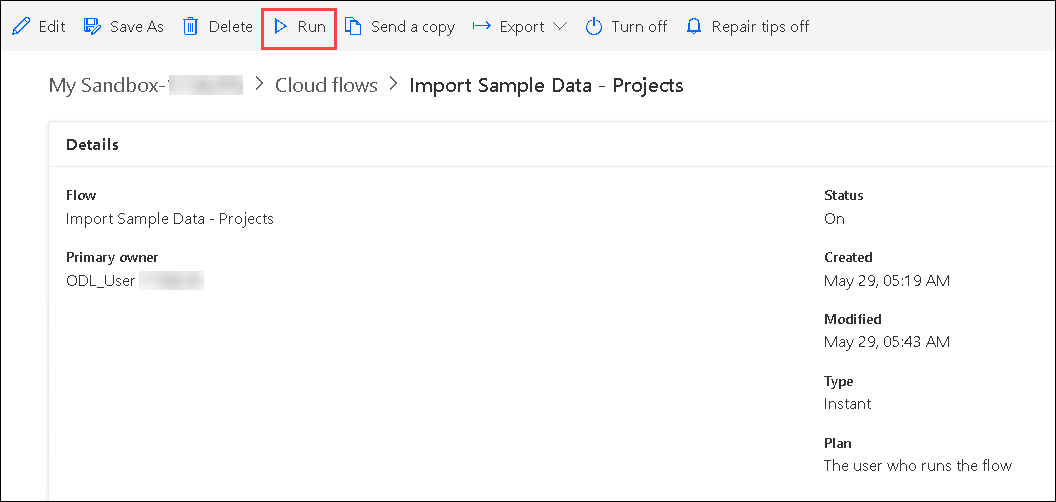 Edit Save As Delete Run Send a copy Export Turn off Repair tips off
My Sandbox- > Cloud flows > Import Sample Data - Projects
Details
Flow
Import Sample Data - Projects
Primary owner
ODL_User
Status
On
Created
May 29, 05:19 AM
Modified
May 29, 05:43 AM
Type
Instant
Plan
The user who runs the flow